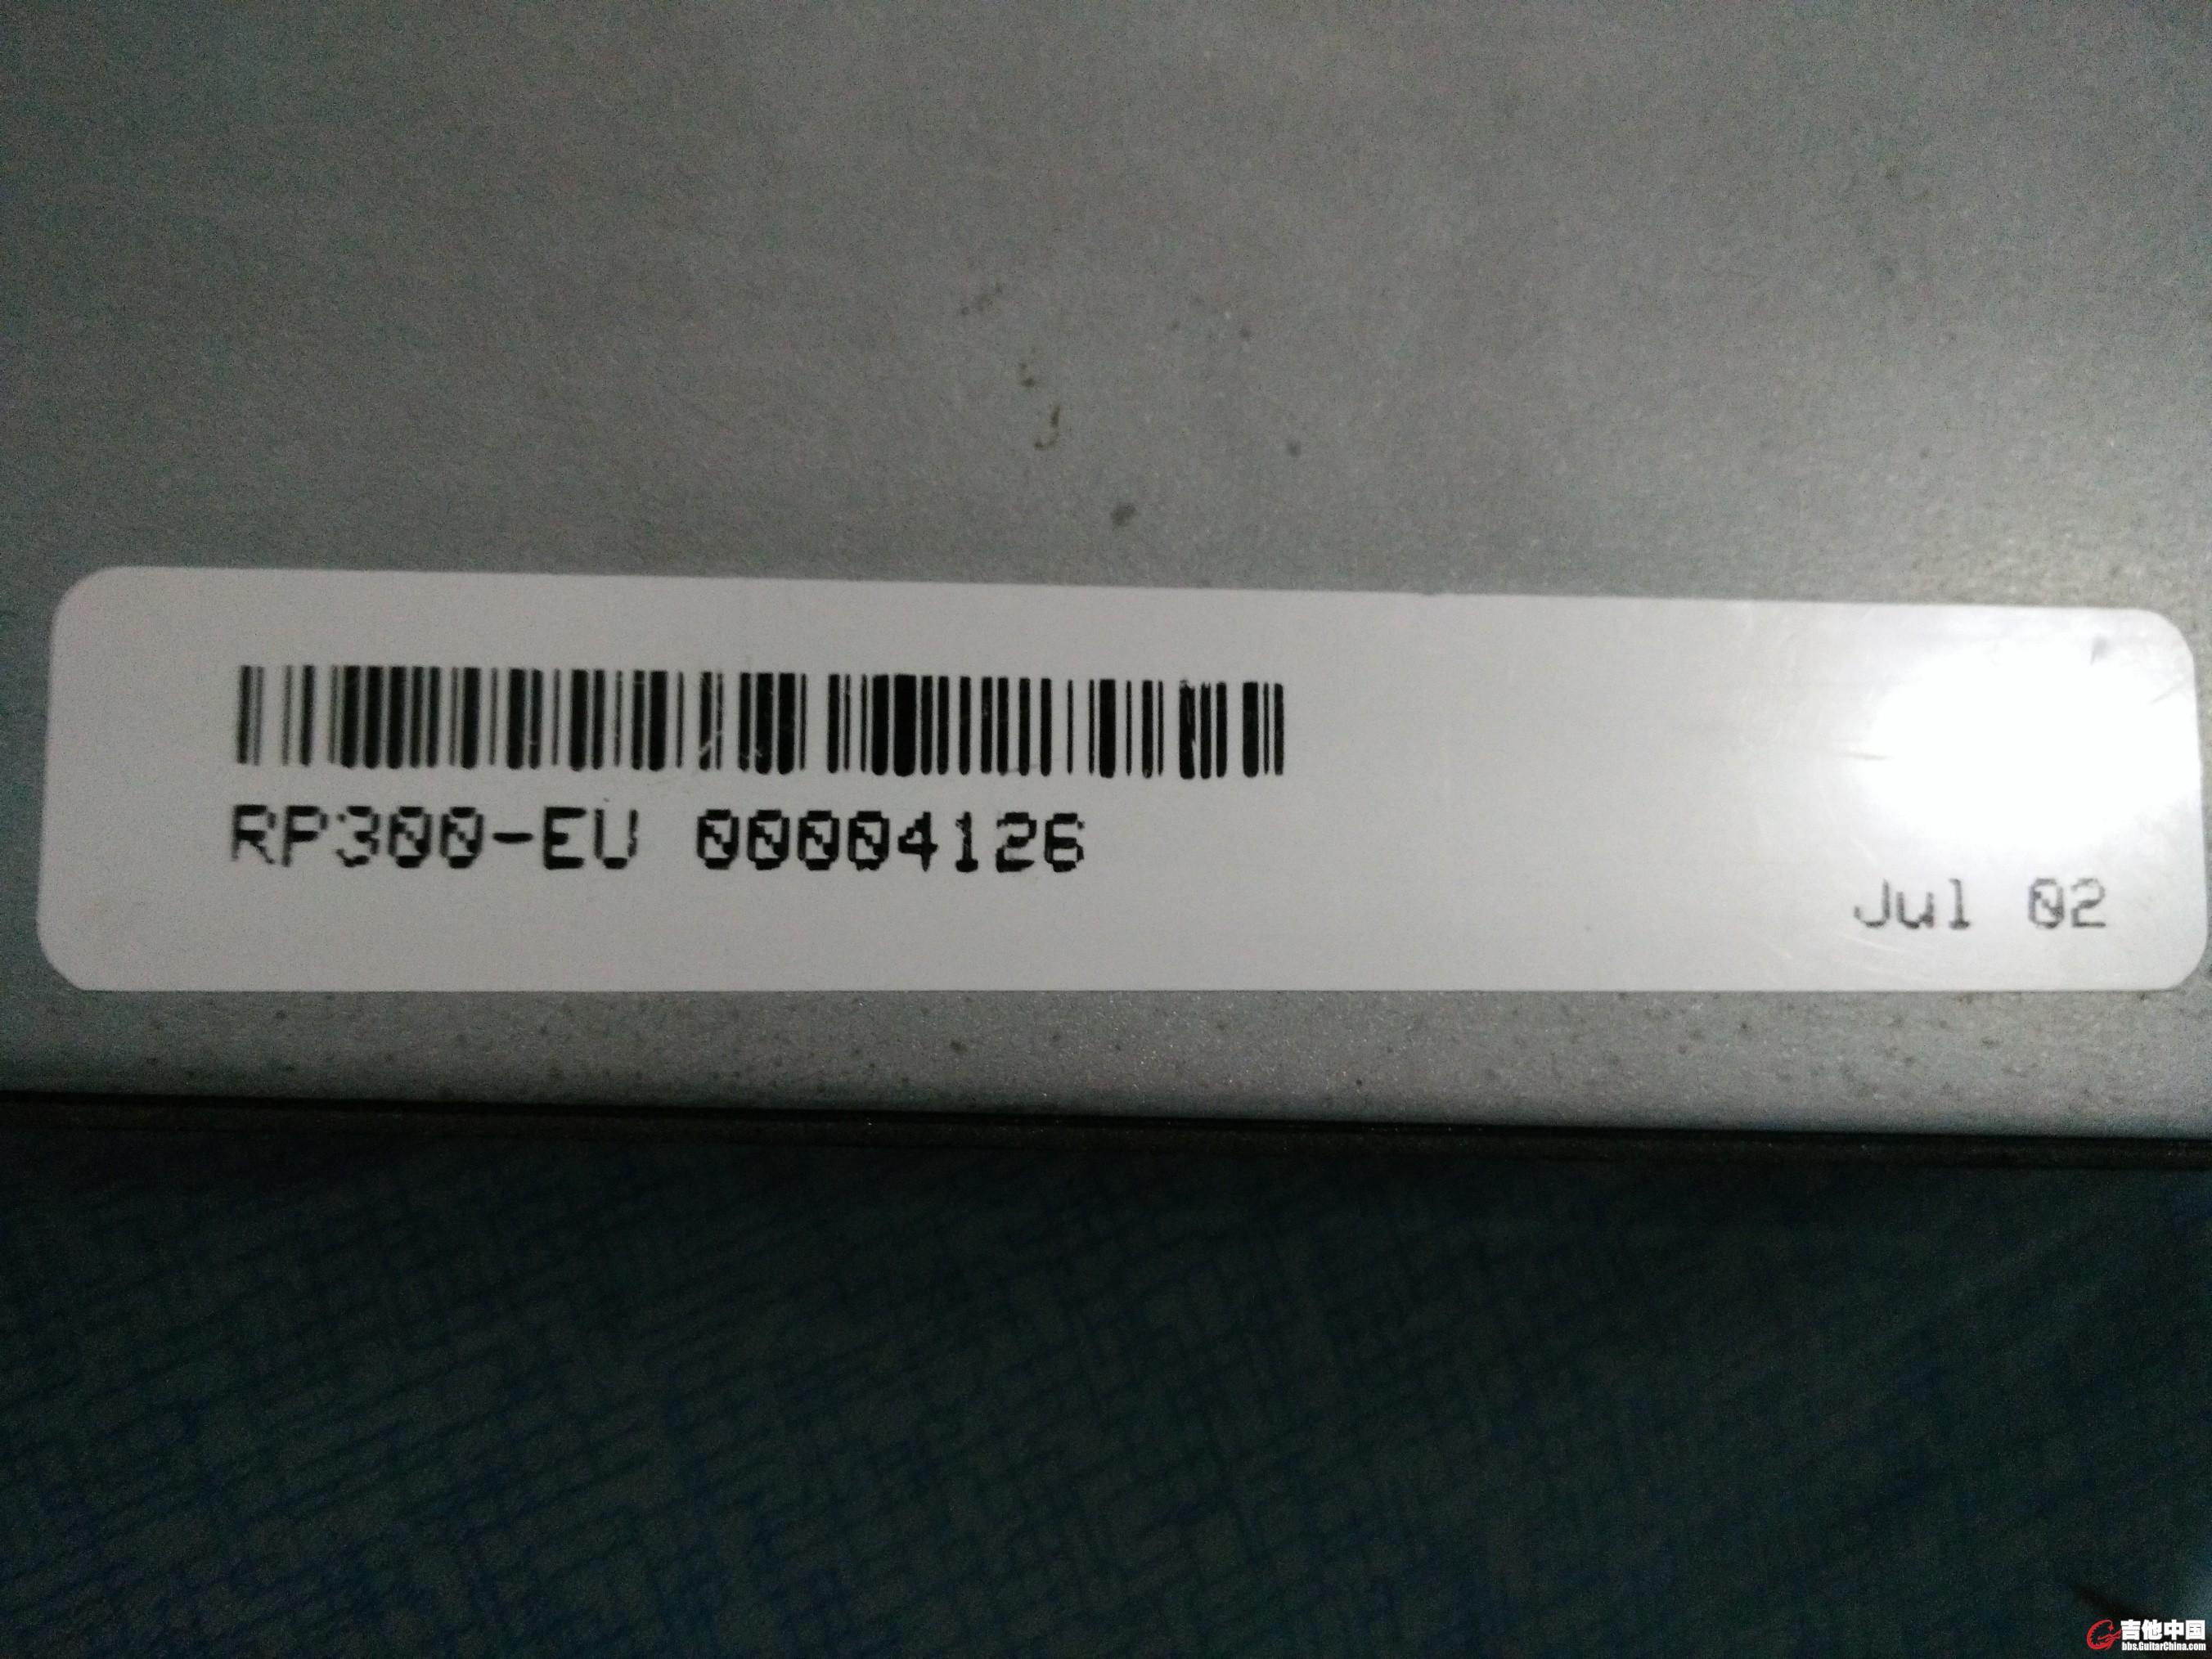 RP300-EU 00004126
Jul 02
吉他中国
bbs.GuitarChina.com